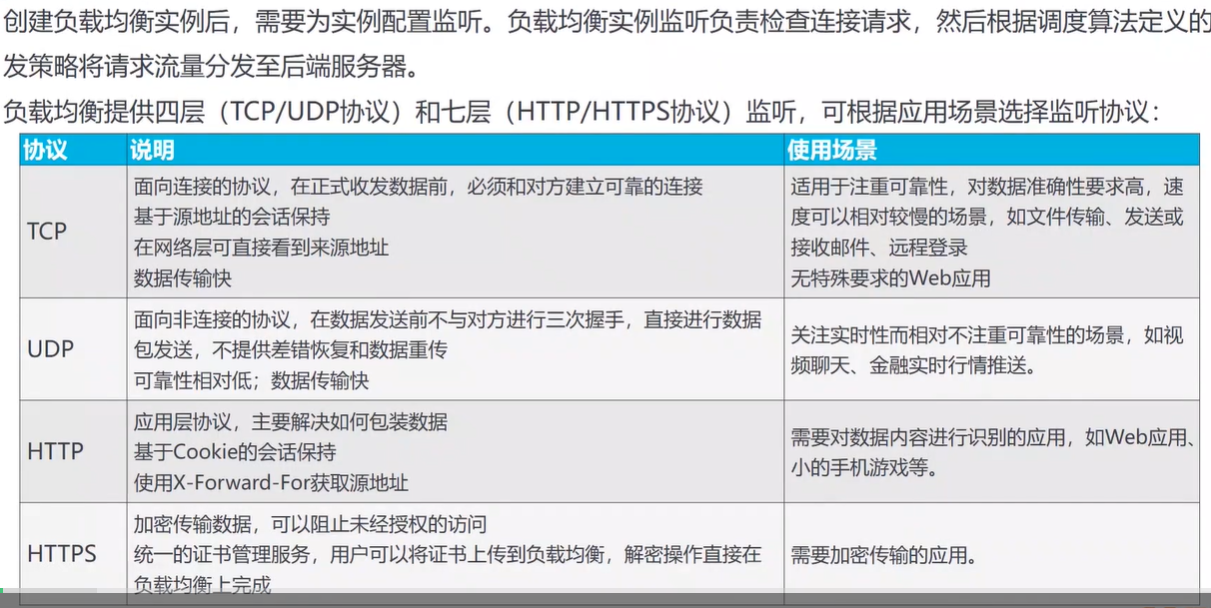 创建负载均衡实例后，需要为实例配置监听。负载均衡实例监听负责检查连接请求，然后根据调度算法定义的
发策略将请求流量分发至后端服务器。
负载均衡提供四层（TCP/UDP协议）和七层（HTTP/HTTPS协议）监听，可根据应用场景选择监听协议：
协议 说明 使用场景
TCP
面向连接的协议，在正式收发数据前，必须和对方建立可靠的连接
基于源地址的会话保持
在网络层可直接看到来源地址
数据传输快
适用于注重可靠性，对数据准确性要求高，速
度可以相对较慢的场景，如文件传输、发送或
接收邮件、远程登录
无特殊要求的Web应用
UDP
面向非连接的协议，在数据发送前不与对方进行三次握手，直接进行数据
包发送，不提供差错恢复和数据重传
可靠性相对低；数据传输快
关注实时性而相对不注重可靠性的场景，如视
频聊天、金融实时行情推送。
HTTP
应用层协议，主要解决如何包装数据
基于Cookie的会话保持
使用X-Forward-For获取源地址
需要对数据内容进行识别的应用，如Web应用、
小的手机游戏等。
HTTPS
加密传输数据，可以阻止未经授权的访问
统一的证书管理服务，用户可以将证书上传到负载均衡，解密操作直接在
负载均衡上完成
需要加密传输的应用。